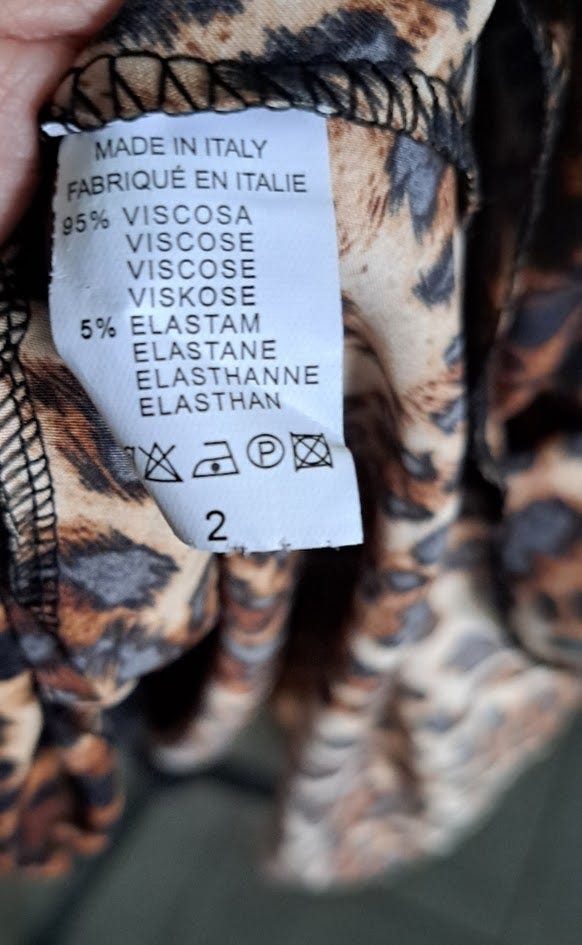 MADE IN ITALY
FABRIQUÉ EN ITALIE
95% VISCOSA
VISCOSE
VISCOSE
VISKOSE
5% ELASTAM
ELASTANE
ELASTHANNE
ELASTHAN
P
2